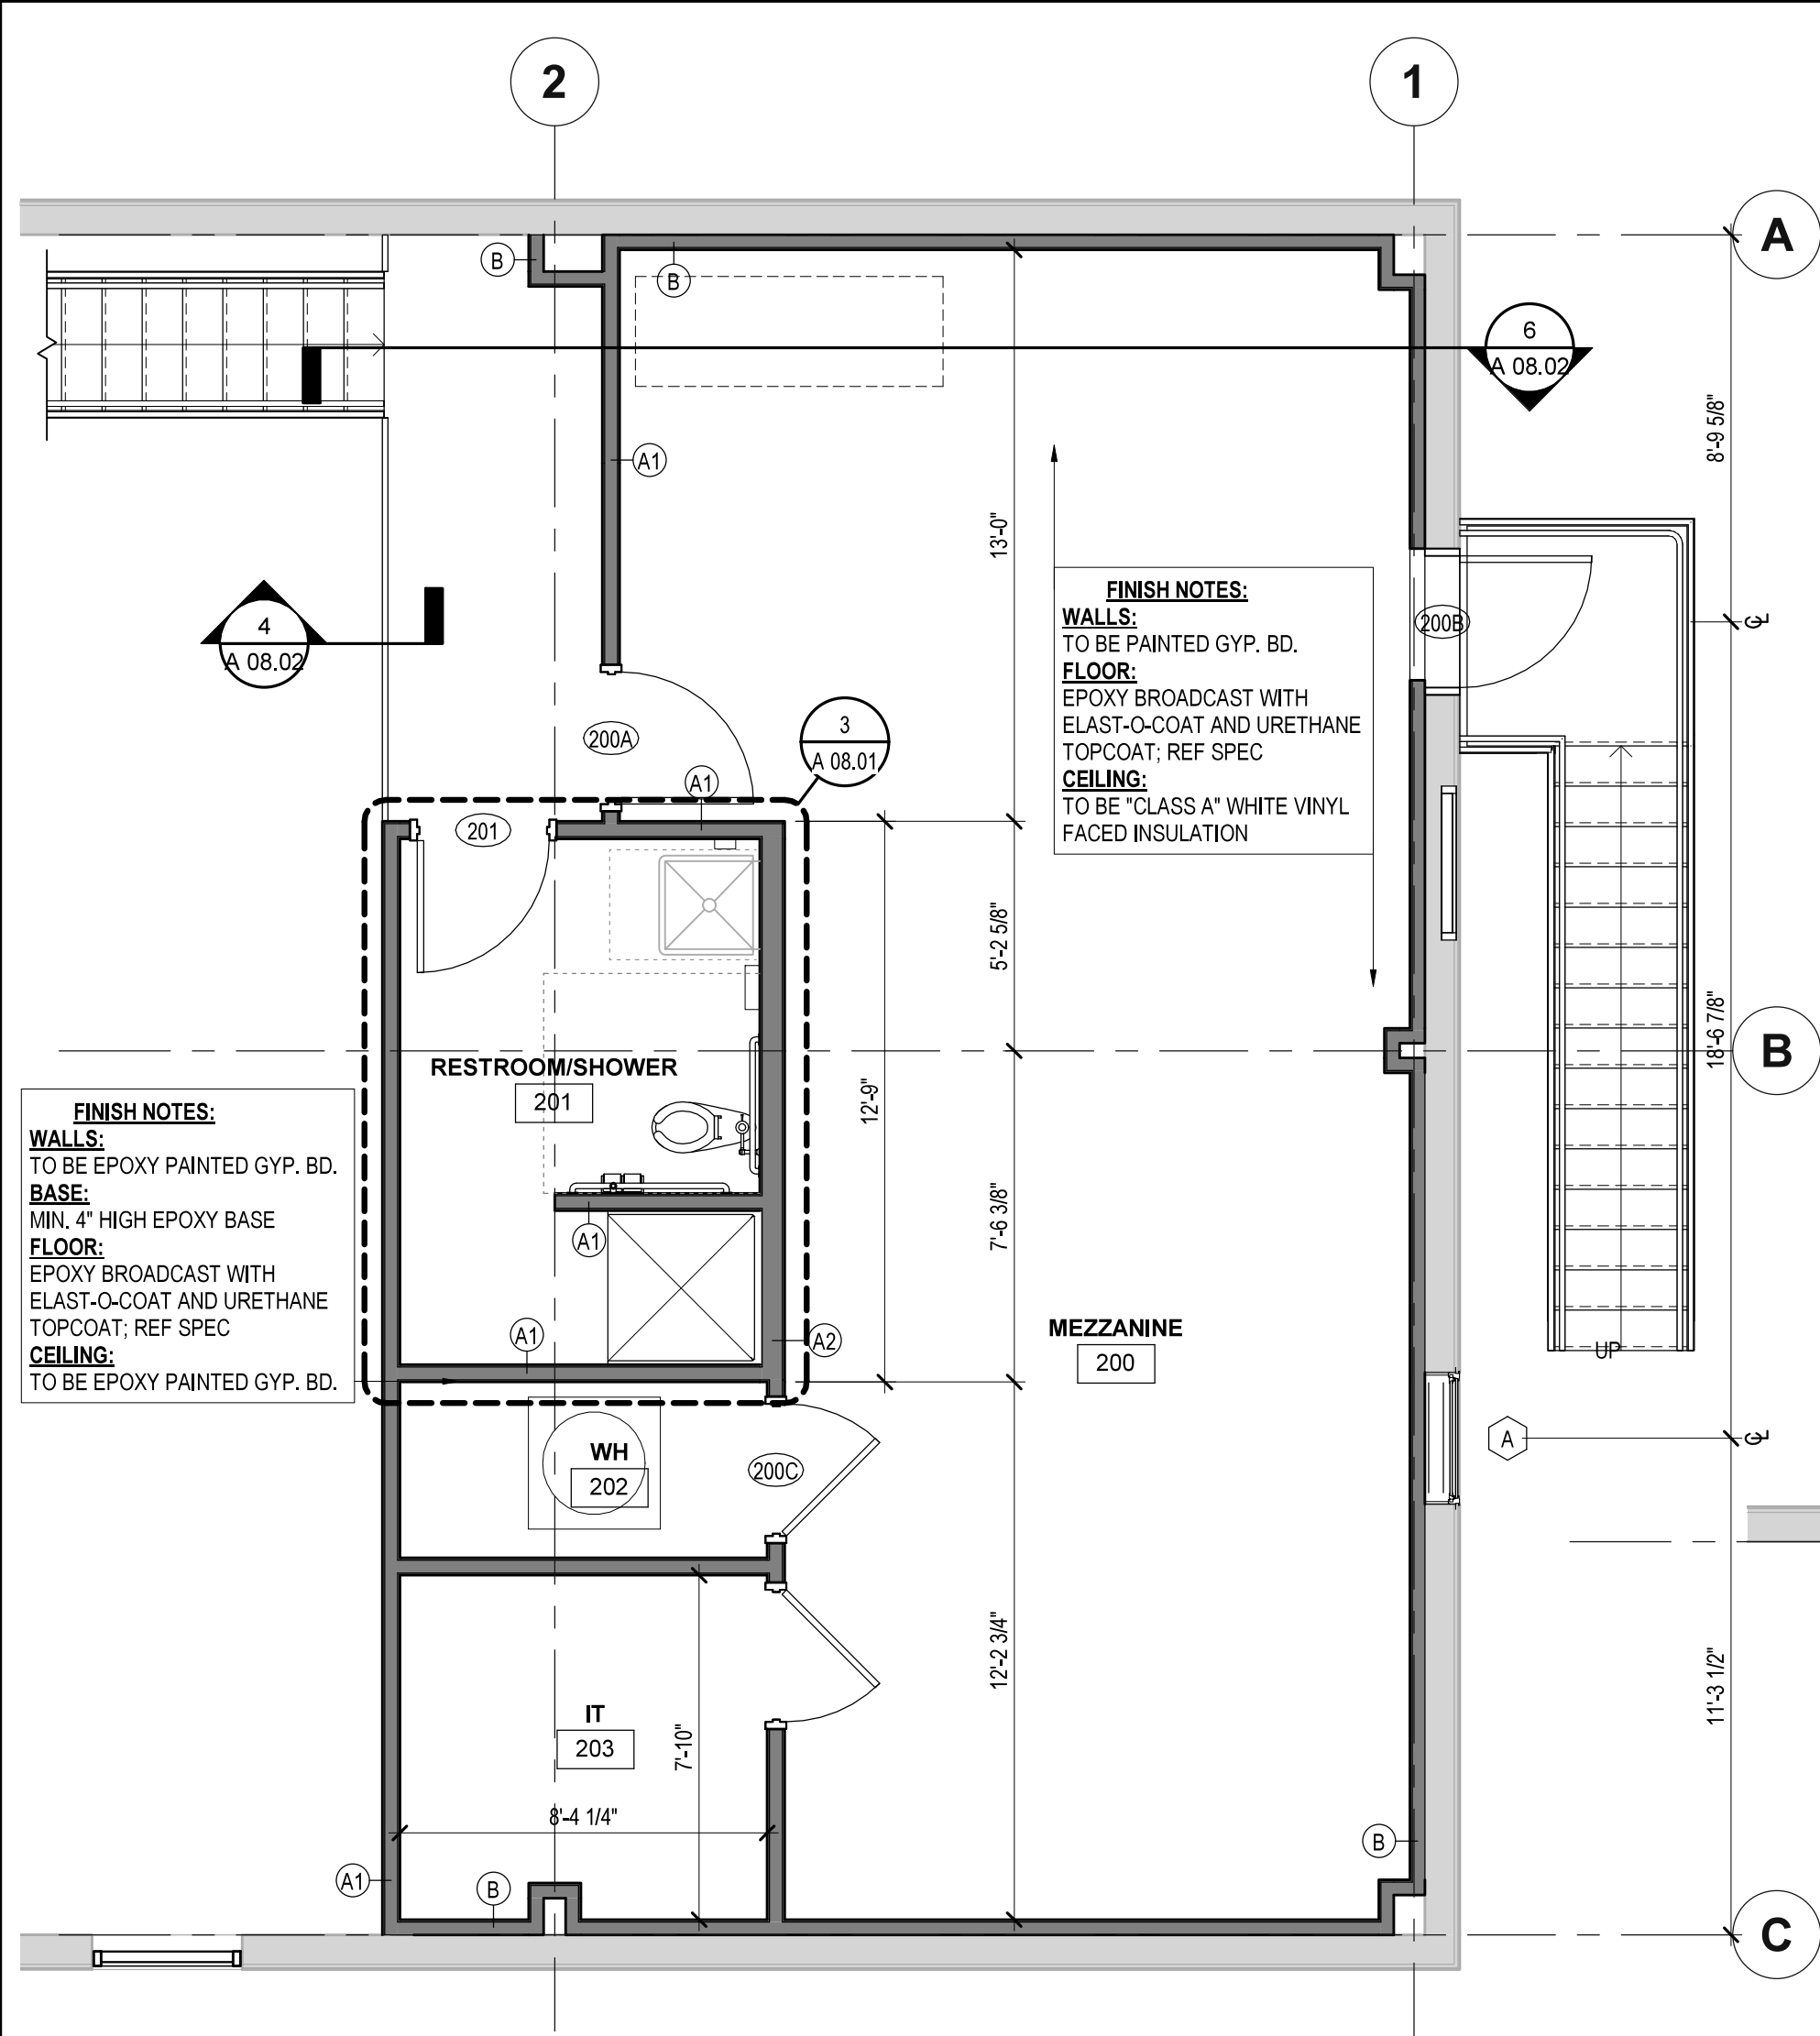 2
1
A
B
B
6
A 08.02
8'-9 5/8"
A1
13'-0"
4
A 08.02
FINISH NOTES:
WALLS:
TO BE PAINTED GYP. BD.
FLOOR:
EPOXY BROADCAST WITH
ELAST-O-COAT AND URETHANE
TOPCOAT; REF SPEC
CEILING:
TO BE "CLASS A" WHITE VINYL
FACED INSULATION
200B
CL
200A
3
A 08.01
A1
201
5'-2 5/8"
18'-6 7/8"
B
RESTROOM/SHOWER
201
12'-9"
FINISH NOTES:
WALLS:
TO BE EPOXY PAINTED GYP. BD.
BASE:
MIN. 4" HIGH EPOXY BASE
FLOOR:
EPOXY BROADCAST WITH
ELAST-O-COAT AND URETHANE
TOPCOAT; REF SPEC
CEILING:
TO BE EPOXY PAINTED GYP. BD.
A1
7'-6 3/8"
A1
A2
MEZZANINE
200
UP
A
CL
WH
202
200C
12'-2 3/4"
IT
203
7'-10"
11'-3 1/2"
8'-4 1/4"
A1
B
B
C